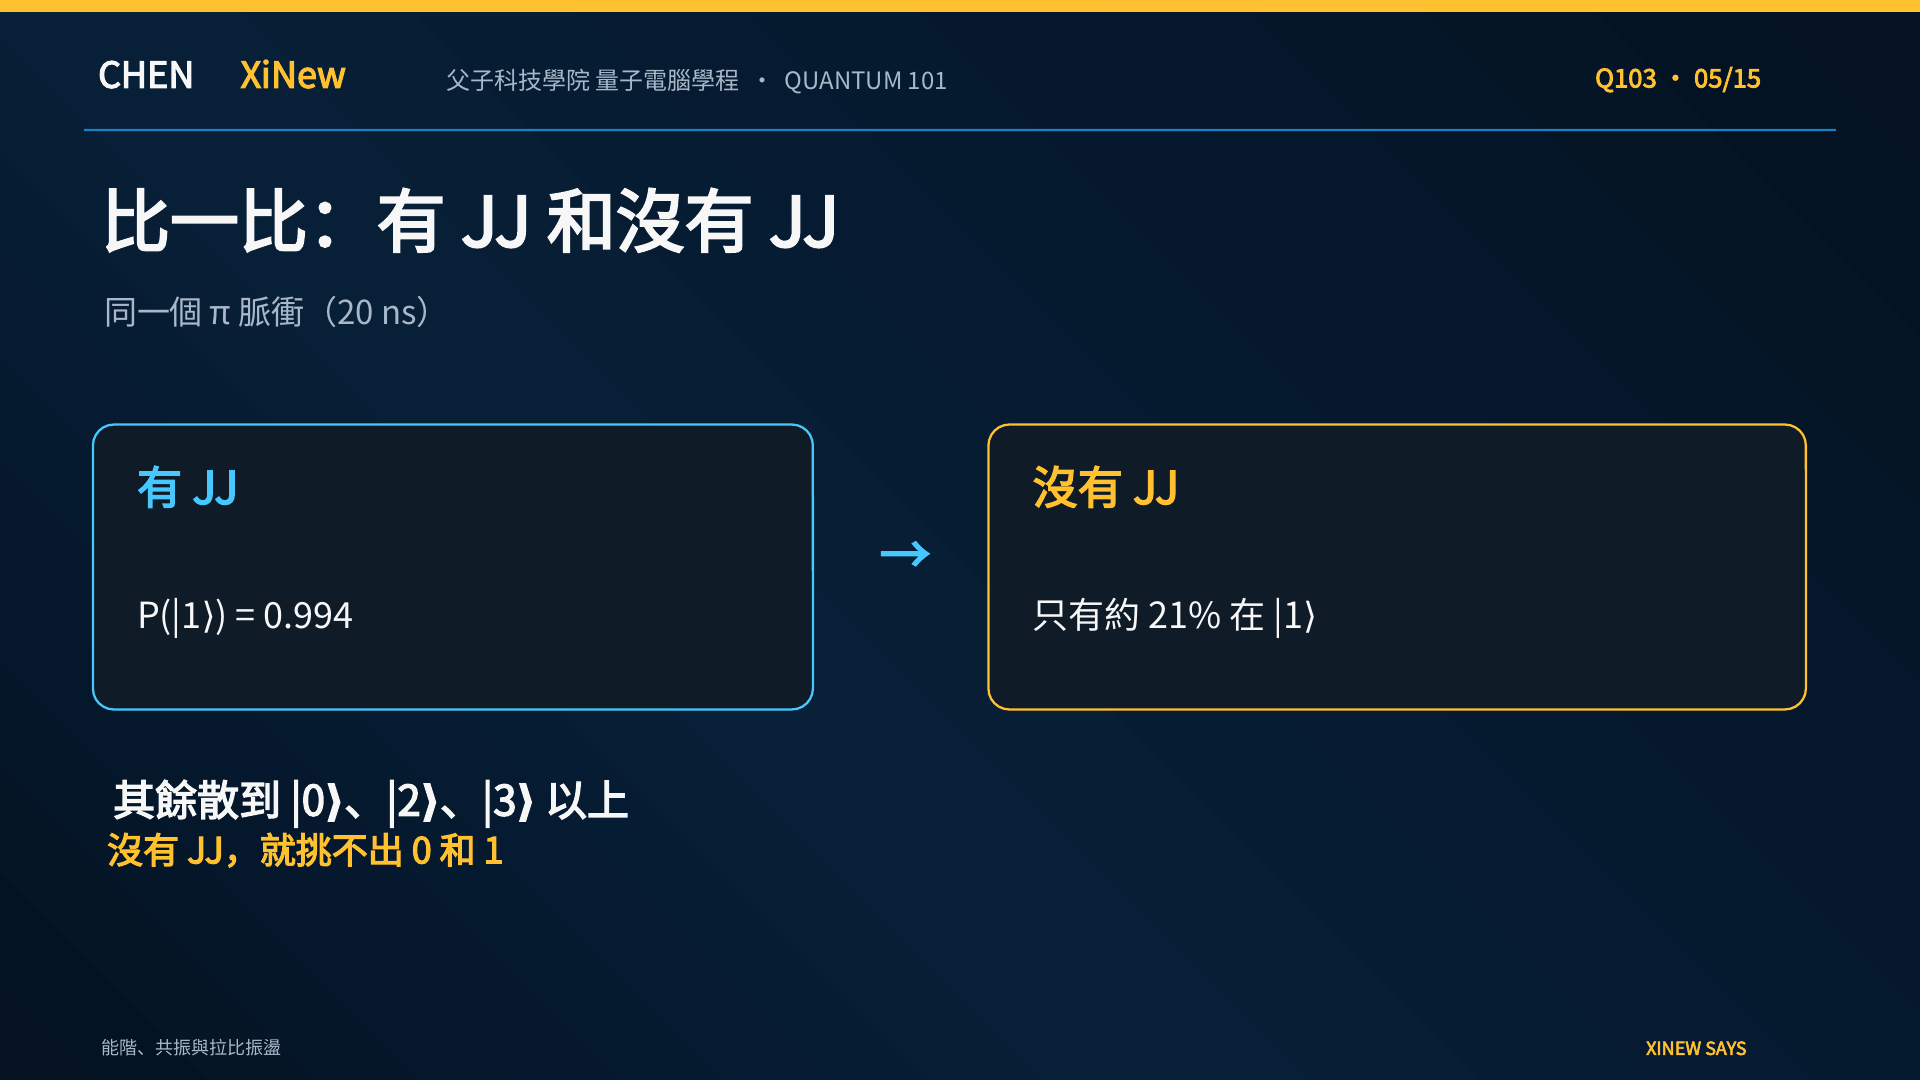 CHEN XiNew 父子科技學院 量子電腦學程 · QUANTUM 101 Q103 · 05/15
比一比：有 JJ 和沒有 JJ
同一個 π 脈衝（20 ns）
有 JJ
P(|1⟩) = 0.994
→
沒有 JJ
只有約 21% 在 |1⟩
其餘散到 |0⟩、|2⟩、|3⟩ 以上
沒有 JJ，就挑不出 0 和 1
能階、共振與拉比振盪 XINEW SAYS